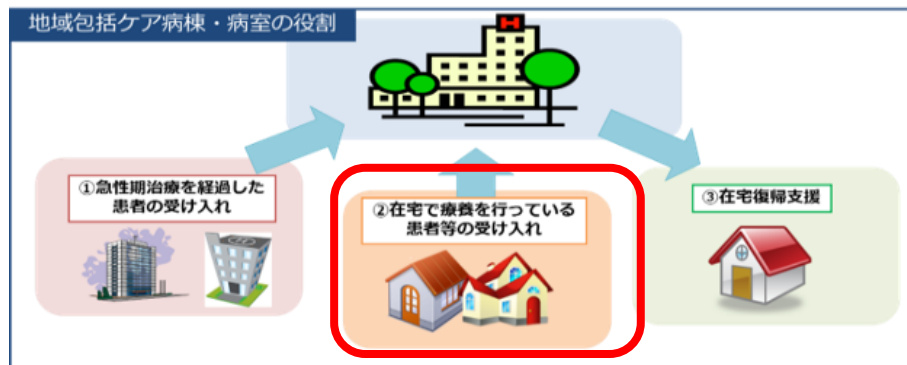 地域包括ケア病棟・病室の役割
H
①急性期治療を経過した
患者の受け入れ
②在宅で療養を行っている
患者等の受け入れ
③在宅復帰支援